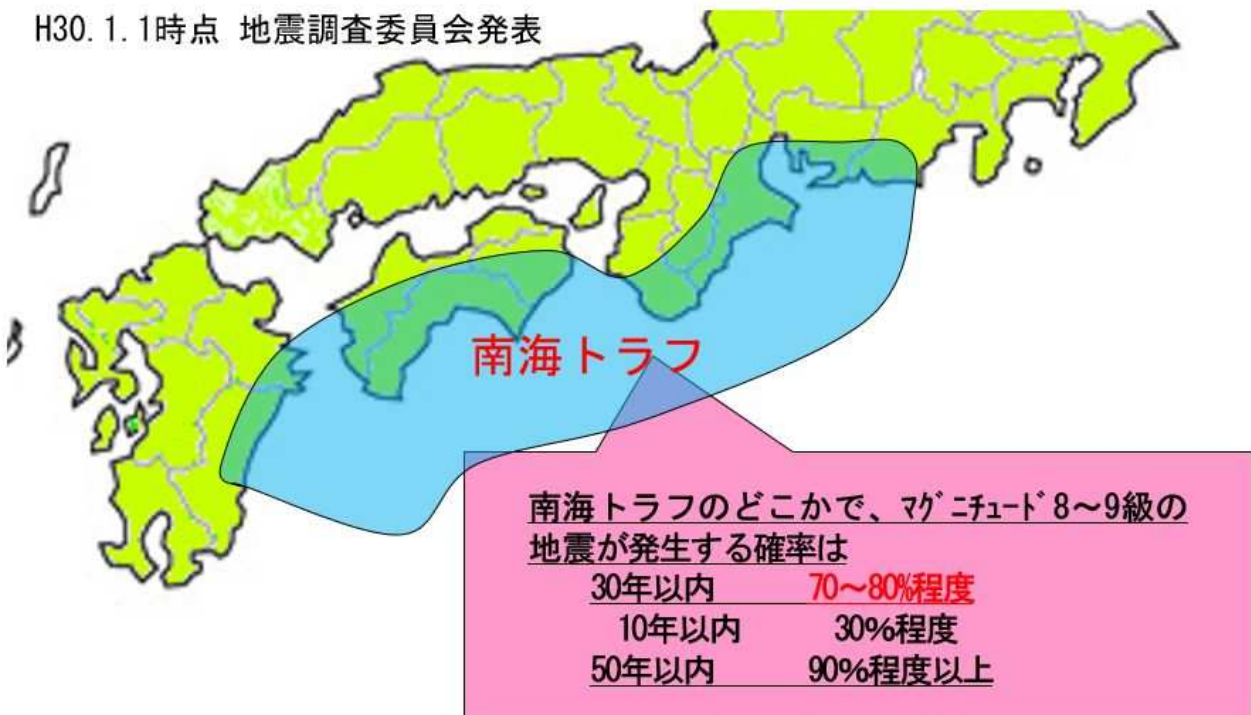 H30.1.1時点 地震調査委員会発表
南海トラフ
南海トラフのどこかで、ﾏｸﾞﾆﾁｭｰﾄﾞ8～9級の
地震が発生する確率は
30年以内 70～80%程度
10年以内 30%程度
50年以内 90%程度以上